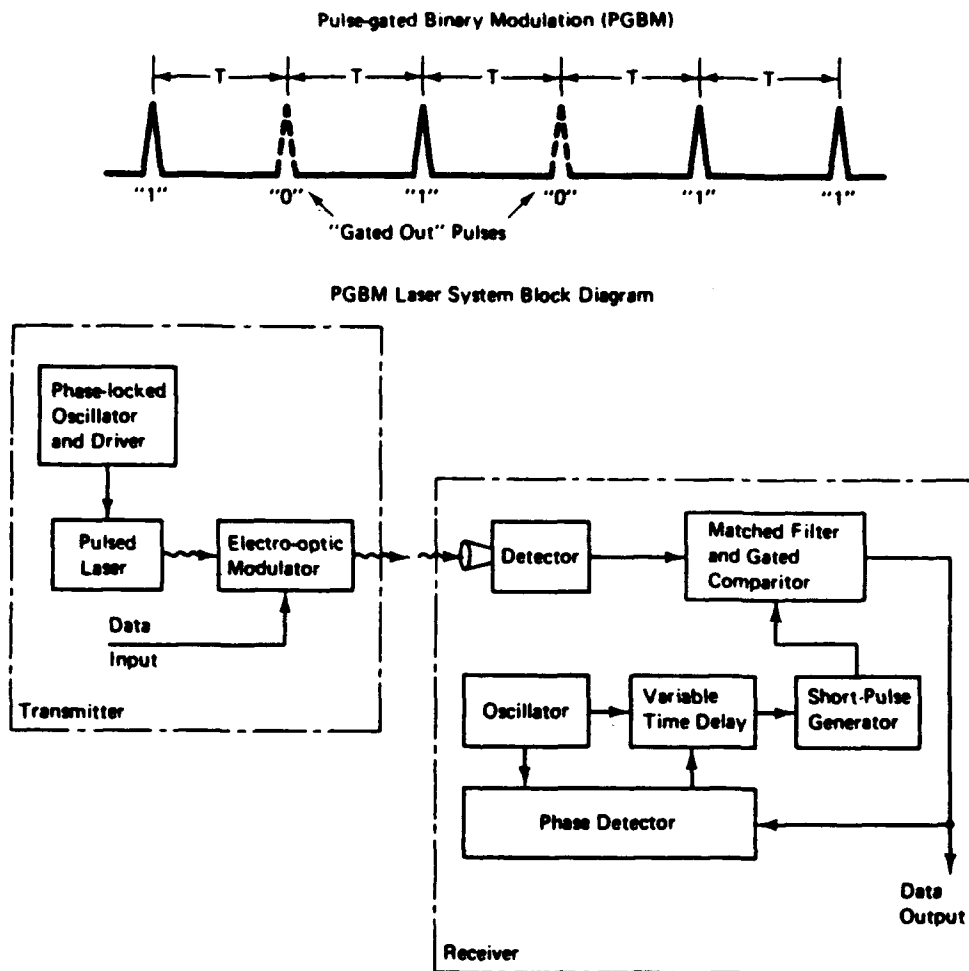 Pulse-gated Binary Modulation (PGBM)
T T T T T
"1" "0" "1" "0" "1" "1"
"Gated Out" Pulses
PGBM Laser System Block Diagram
Phase-locked
Oscillator
and Driver
Pulsed
Laser
Electro-optic
Modulator
Data
Input
Transmitter
Detector
Matched Filter
and Gated
Comparitor
Oscillator
Variable
Time Delay
Short-Pulse
Generator
Phase Detector
Data
Output
Receiver